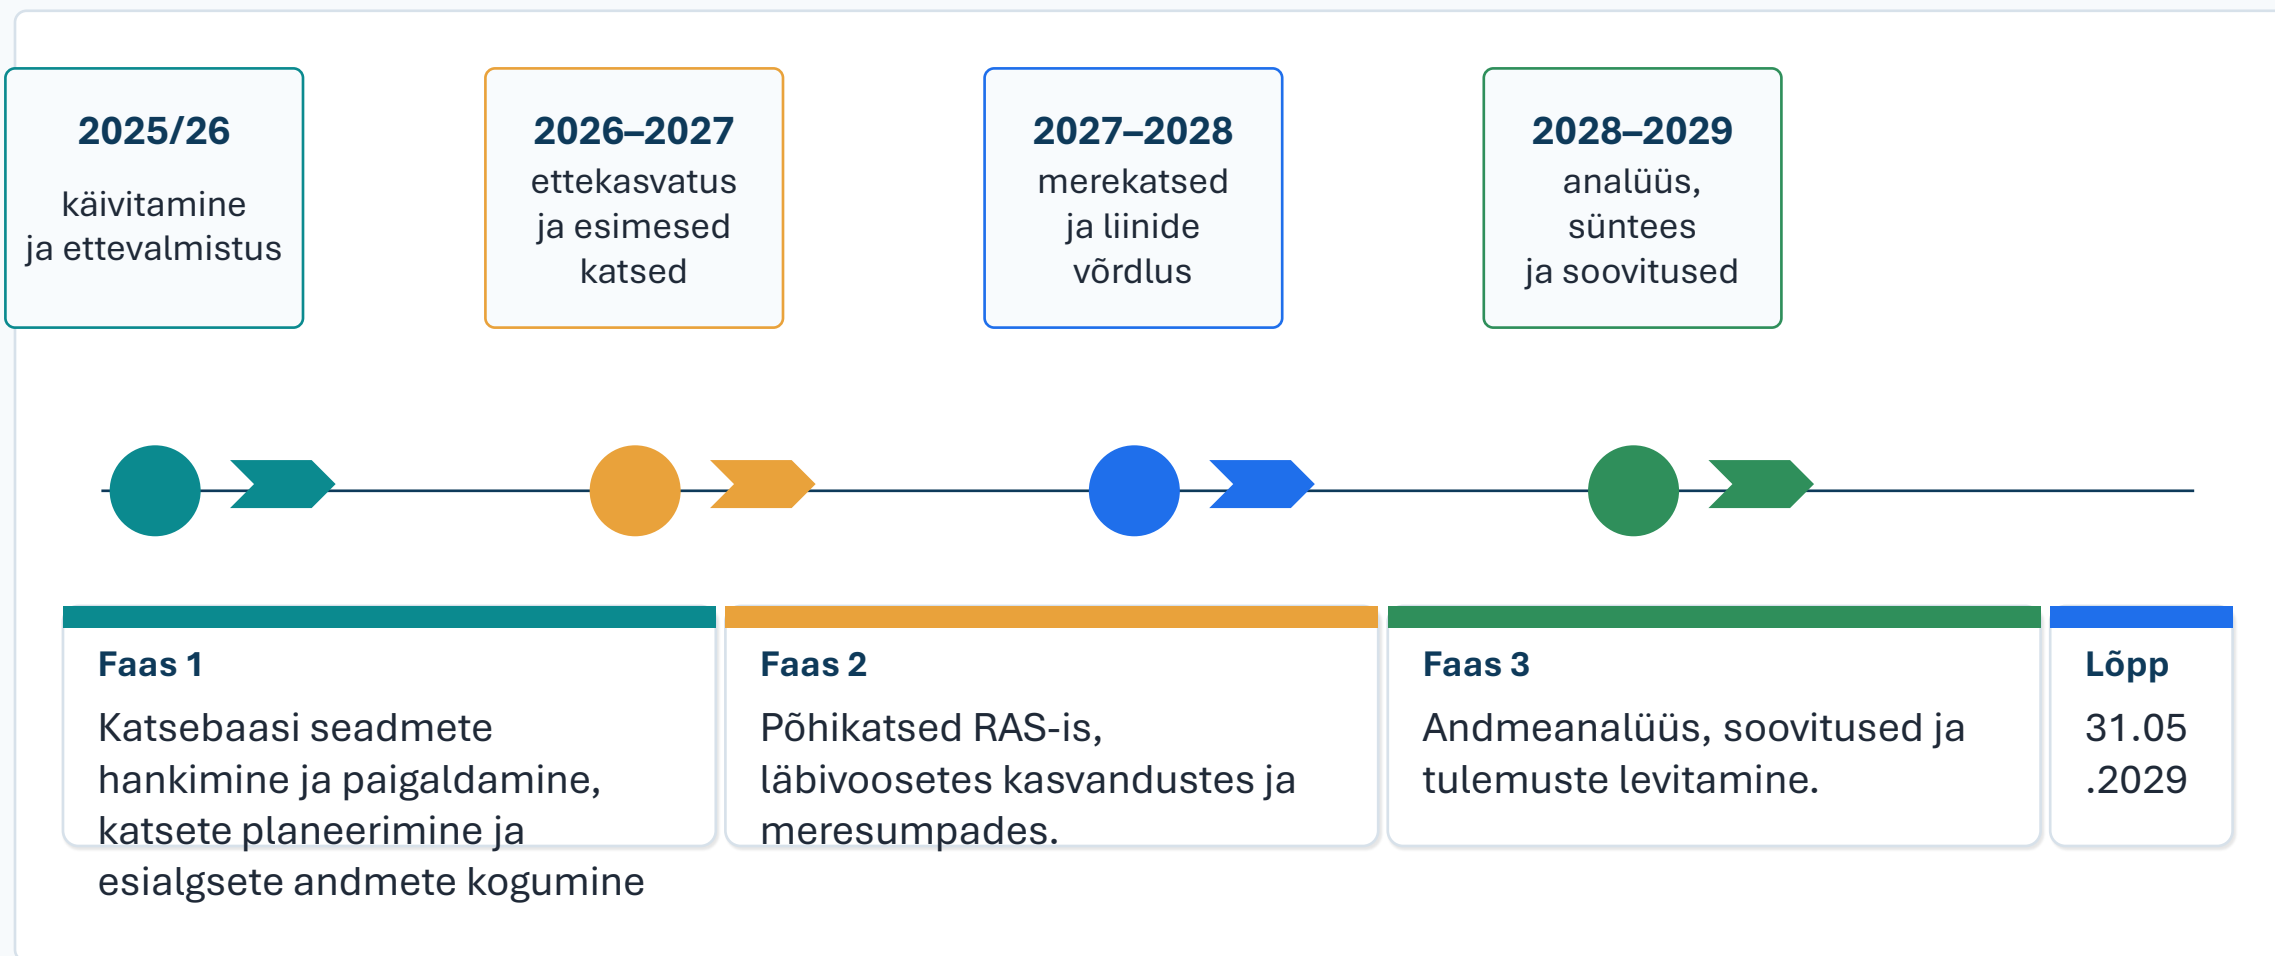 2025/26
käivitamine
ja ettevalmistus
2026–2027
ettekasvatus
ja esimesed
katsed
2027–2028
merekatsed
ja liinide
võrdlus
2028–2029
analüüs,
süntees
ja soovitused
Faas 1
Katsebaasi seadmete
hankimine ja paigaldamine,
katsete planeerimine ja
esialgsete andmete kogumine
Faas 2
Põhikatsed RAS-is,
läbivoosetes kasvandustes ja
meresumpades.
Faas 3
Andmeanalüüs, soovitused ja
tulemuste levitamine.
Lõpp
31.05
.2029